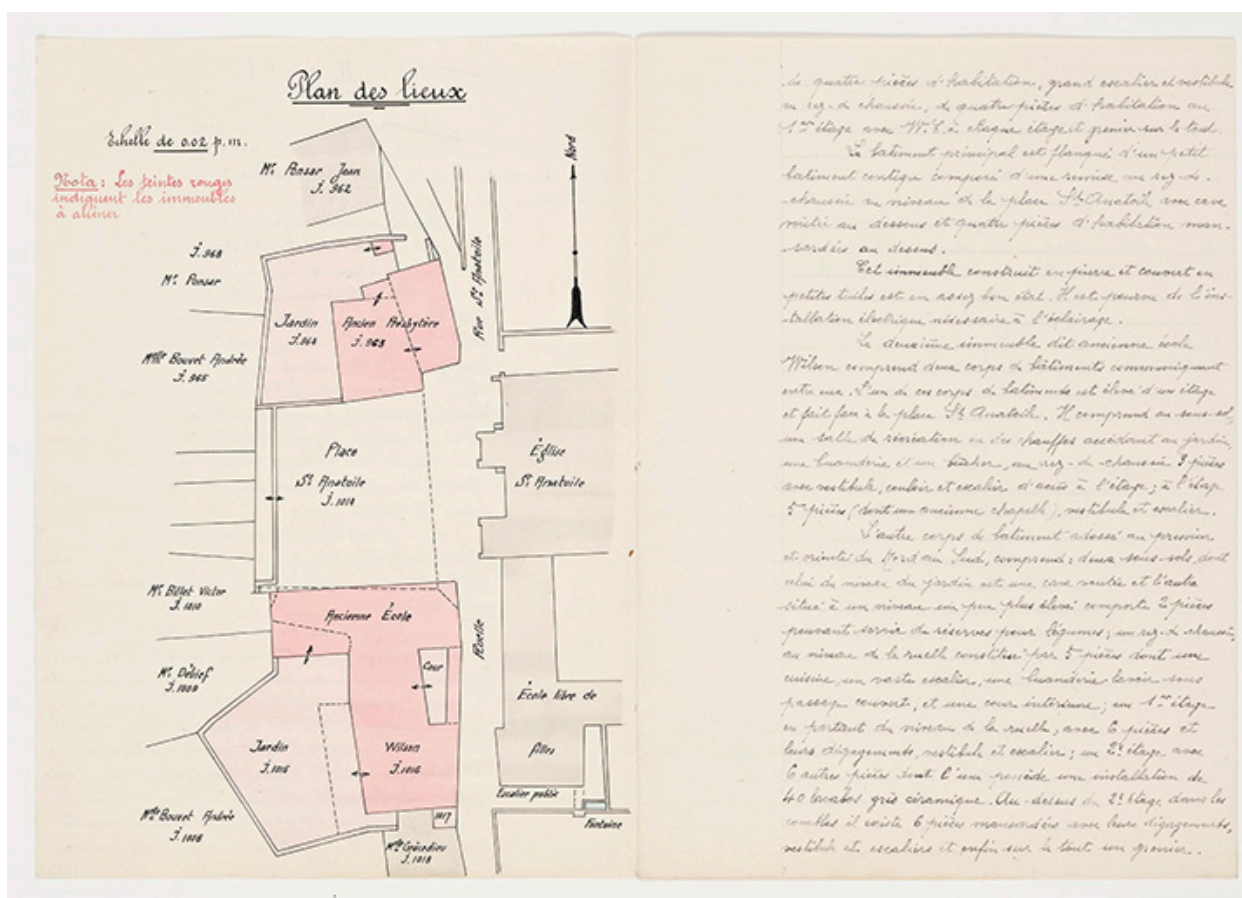 Plan des lieux
Echelle de 0.02 p.m.
Nota : Les teintes rouges
indiquent les immeubles
à aliéner
Mr Ponser Jean
J. 962
Nord
J. 968
Mr Ponser
Jardin
J. 964
Ancien Presbytère
J. 963
Rue St Anatoile
Mlle Bouvet Andrée
J. 965
Place
St Anatoile
J. 1014
Église
St Anatoile
Mr Billet Victor
J. 1010
Ancienne École
Ruelle
Cour
Mr Débief
J. 1009
Jardin
J. 1015
Wilson
J. 1016
École libre de
filles
Escalier public
Fontaine
Mlle Bouvet Andrée
J. 1008
1017
J. 1018
de quatre pièces d'habitation, grand escalier et vestibule
au rez-de chaussée, de quatre pièces d'habitation au
1er étage avec W.C à chaque étage et grenier sur le tout.
Le batiment principal est flanqué d'un petit
batiment contigu composé d'une remise au rez-de-
-chaussée au niveau de la place St Anatoile avec cave
voûtée au dessous et quatre pièces d'habitation man-
sardées au dessus.
Cet immeuble construit en pierre et couvert en
petites tuiles est en assez bon état. Il est pourvu de l'ins-
-tallation électrique nécessaire à l'éclairage.
Le deuxième immeuble dit ancienne école
Wilson comprend deux corps de bâtiments communiquant
entre eux. L'un de ces corps de batiments est élevé d'un étage
et fait face à la place St Anatoile. Il comprend au sous-sol,
une salle de récréation ou des chauffes accédant au jardin,
une buanderie et un bûcher, au rez-de chaussée 3 pièces
avec vestibule, couloir et escalier d'accès à l'étage ; à l'étage
5 pièces (dont une ancienne chapelle), vestibule et escalier.
L'autre corps de batiment adossé au premier
et orienté du Nord au Sud, comprend : deux sous-sols, dont
celui du niveau du jardin est une cave voutée et l'autre
situé à un niveau un peu plus élevé comporte 2 pièces
pouvant servir de réserves pour légumes ; un rez-de chaussée,
au niveau de la ruelle constitué par 5 pièces dont une
cuisine, un vaste escalier, une buanderie lavoir sous
passage couvert, et une cour intérieure ; un 1er étage
en partant du niveau de la ruelle, avec 6 pièces et
leurs dégagements, vestibule et escalier ; un 2e étage avec
6 autres pièces dont l'une possède une installation de
40 lavabos grès céramique. Au-dessus du 2e étage dans les
combles il existe 6 pièces mansardées avec leurs dégagements,
vestibule et escaliers et enfin sur le tout un grenier.